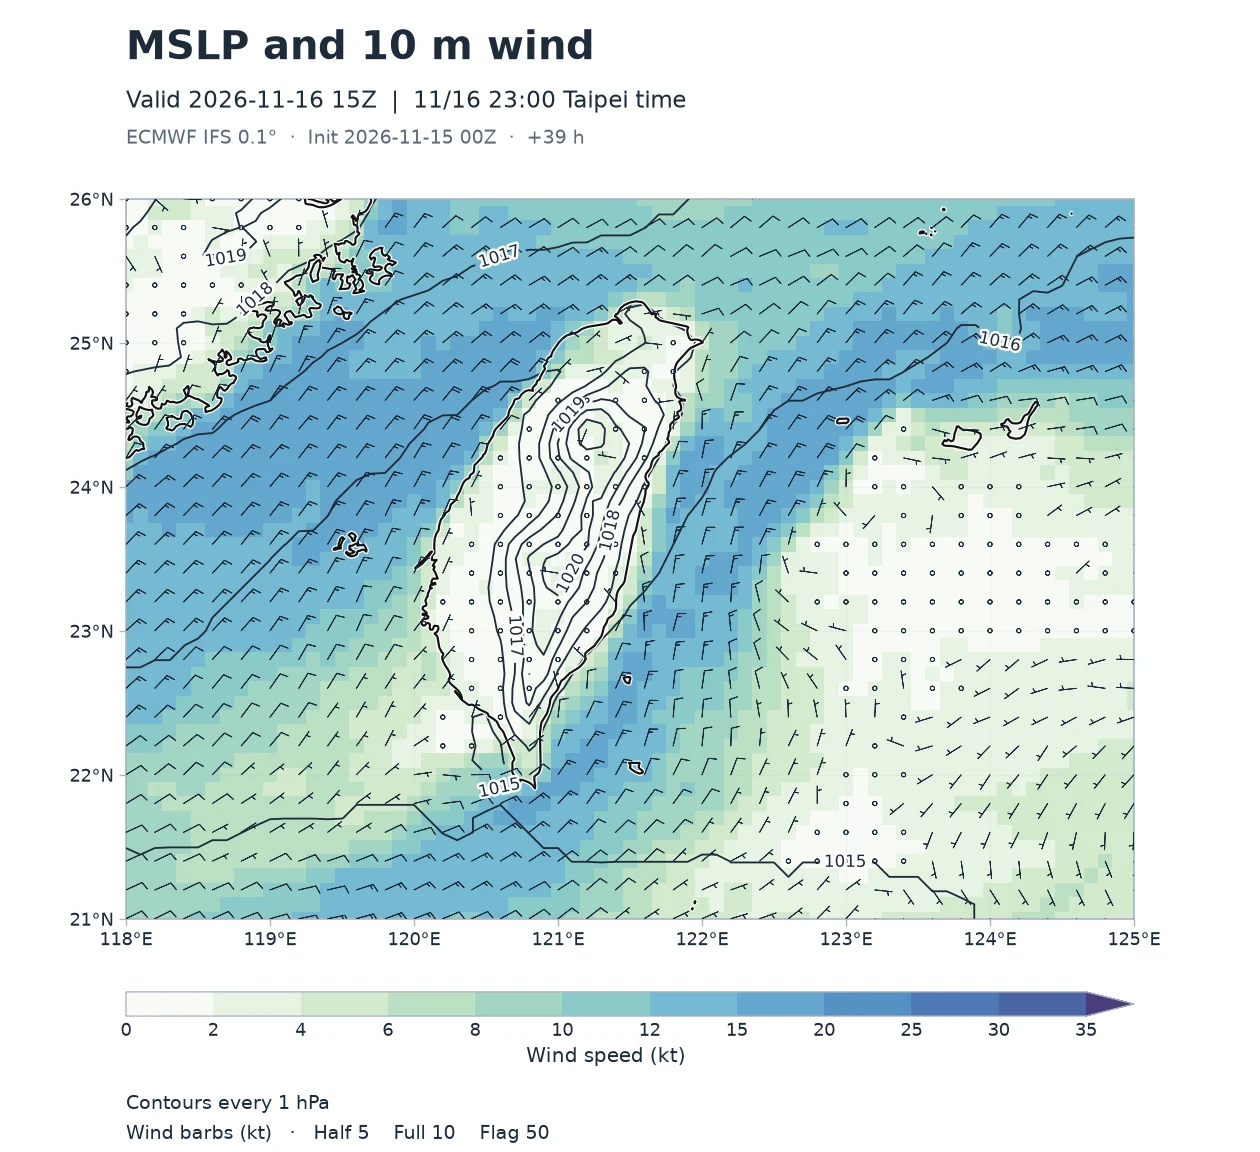 MSLP and 10 m wind
Valid 2026-11-16 15Z | 11/16 23:00 Taipei time
ECMWF IFS 0.1° · Init 2026-11-15 00Z · +39 h
26°N
1019
1017
1018
25°N
1016
1019
24°N
1018
1020
23°N
1017
22°N
1015
1015
21°N
118°E 119°E 120°E 121°E 122°E 123°E 124°E 125°E
0 2 4 6 8 10 12 15 20 25 30 35
Wind speed (kt)
Contours every 1 hPa
Wind barbs (kt) · Half 5 Full 10 Flag 50